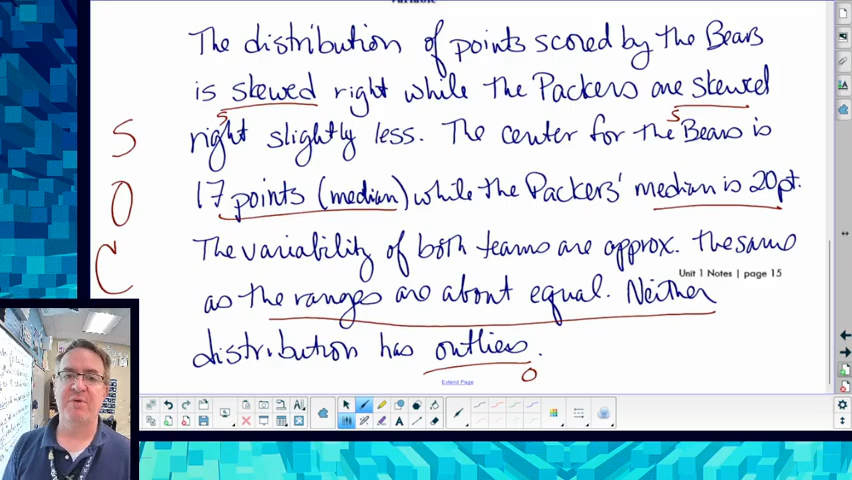 variable
The distribution of points scored by the Bears
is skewed right while the Packers are skewed
S
S
right slightly less. The center for the Bears is
S
17 points (median) while the Packers' median is 20pt.
O
The variability of both teams are approx. the same
C
Unit 1 Notes | page 15
as the ranges are about equal. Neither
distribution has outliers.
O
Extend Page